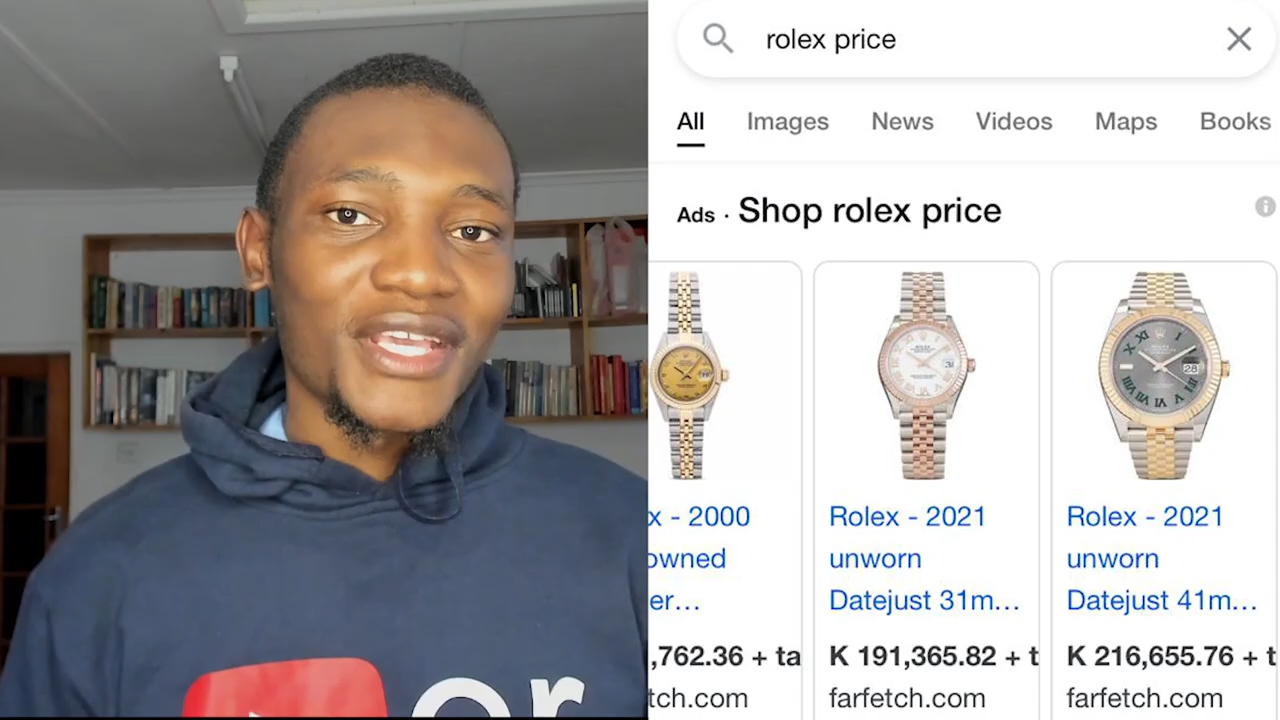 rolex price
All Images News Videos Maps Books
Ads · Shop rolex price
x - 2000
owned
er…
,762.36 + ta
tch.com
Rolex - 2021
unworn
Datejust 31m…
K 191,365.82 + t
farfetch.com
Rolex - 2021
unworn
Datejust 41m…
K 216,655.76 + t
farfetch.com
or